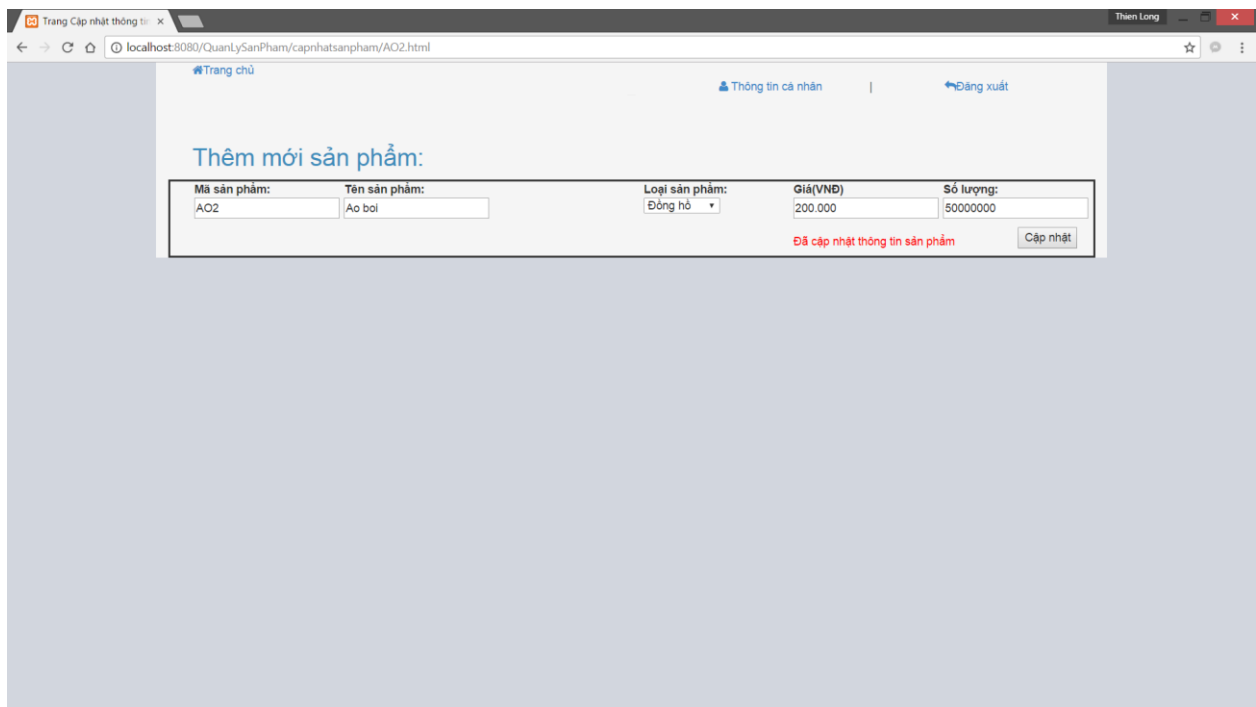 Trang Cập nhật thông ti
Thien Long
localhost:8080/QuanLySanPham/capnhatsanpham/AO2.html
Trang chủ
Thông tin cá nhân | Đăng xuất
Thêm mới sản phẩm:
Mã sản phẩm: Tên sản phẩm: Loại sản phẩm: Giá(VNĐ) Số lượng:
AO2 Ao boi Đồng hồ 200.000 50000000
Đã cập nhật thông tin sản phẩm Cập nhật